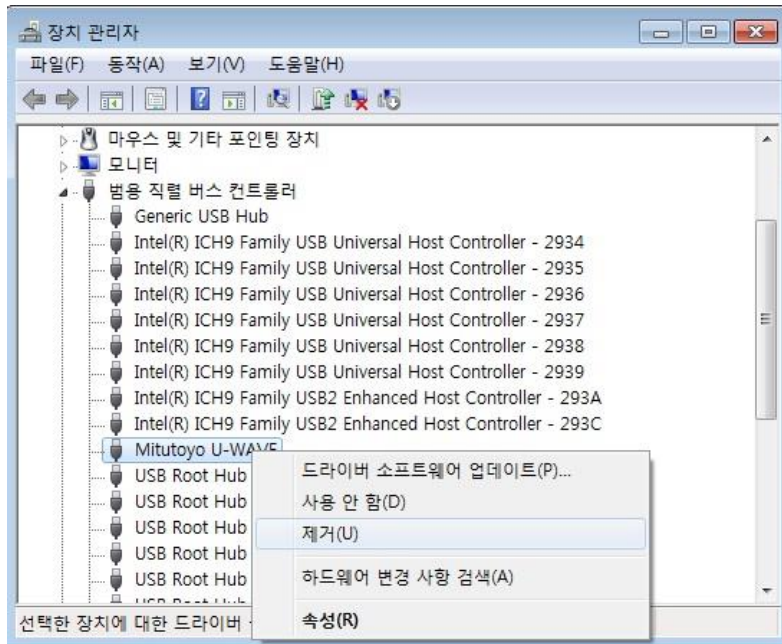 장치 관리자
파일(F) 동작(A) 보기(V) 도움말(H)
마우스 및 기타 포인팅 장치
모니터
범용 직렬 버스 컨트롤러
Generic USB Hub
Intel(R) ICH9 Family USB Universal Host Controller - 2934
Intel(R) ICH9 Family USB Universal Host Controller - 2935
Intel(R) ICH9 Family USB Universal Host Controller - 2936
Intel(R) ICH9 Family USB Universal Host Controller - 2937
Intel(R) ICH9 Family USB Universal Host Controller - 2938
Intel(R) ICH9 Family USB Universal Host Controller - 2939
Intel(R) ICH9 Family USB2 Enhanced Host Controller - 293A
Intel(R) ICH9 Family USB2 Enhanced Host Controller - 293C
Mitutoyo U-WAVE
USB Root Hub
USB Root Hub
USB Root Hub
USB Root Hub
USB Root Hub
USB Root Hub
드라이버 소프트웨어 업데이트(P)...
사용 안 함(D)
제거(U)
하드웨어 변경 사항 검색(A)
속성(R)
선택한 장치에 대한 드라이버